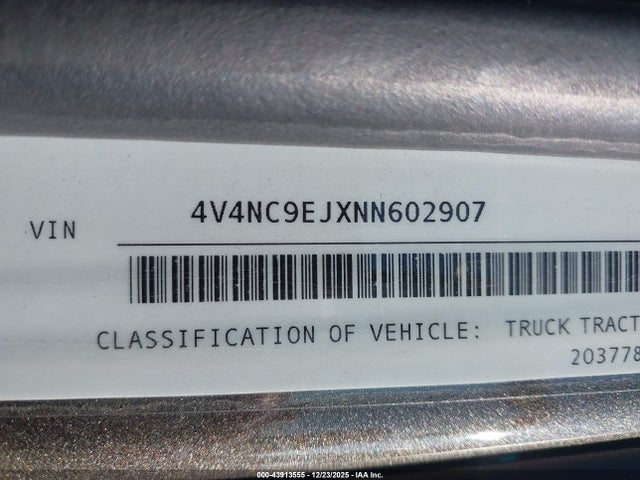 4V4NC9EJXNN602907
VIN
CLASSIFICATION OF VEHICLE: TRUCK TRACT
203778
000-43913555 - 12/23/2025 - IAA Inc.